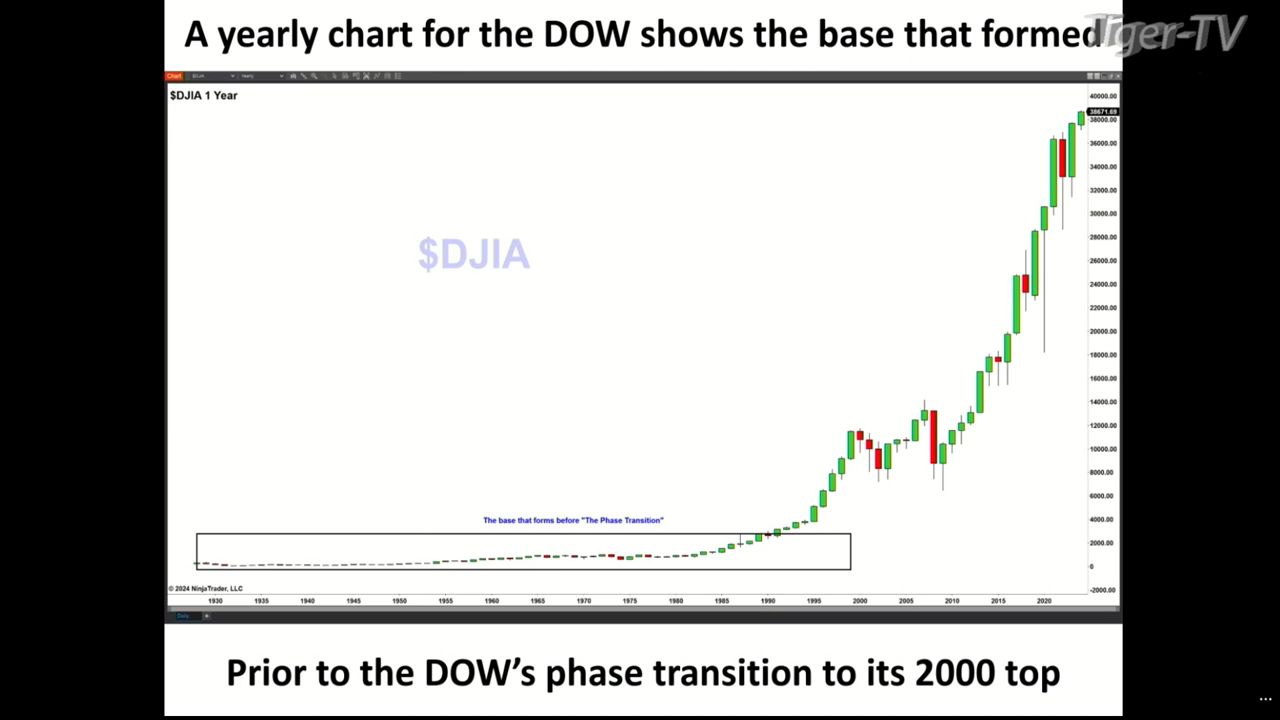 A yearly chart for the DOW shows the base that formed
Tiger-TV
Chart $DJIA Yearly
$DJIA 1 Year
40000.00
38671.69
38000.00
36000.00
34000.00
32000.00
30000.00
28000.00
26000.00
24000.00
22000.00
20000.00
18000.00
16000.00
14000.00
12000.00
10000.00
8000.00
6000.00
4000.00
2000.00
0
-2000.00
$DJIA
The base that forms before "The Phase Transition"
© 2024 NinjaTrader, LLC
1930 1935 1940 1945 1950 1955 1960 1965 1970 1975 1980 1985 1990 1995 2000 2005 2010 2015 2020
Daily +
Prior to the DOW's phase transition to its 2000 top